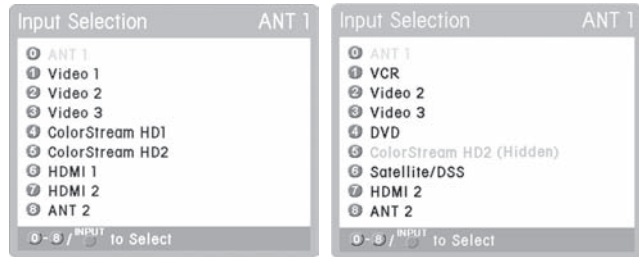 Input Selection ANT 1
0 ANT 1
1 Video 1
2 Video 2
3 Video 3
4 ColorStream HD1
5 ColorStream HD2
6 HDMI 1
7 HDMI 2
8 ANT 2
0-8/INPUT to Select
Input Selection ANT 1
0 ANT 1
1 VCR
2 Video 2
3 Video 3
4 DVD
5 ColorStream HD2 (Hidden)
6 Satellite/DSS
7 HDMI 2
8 ANT 2
0-8/INPUT to Select